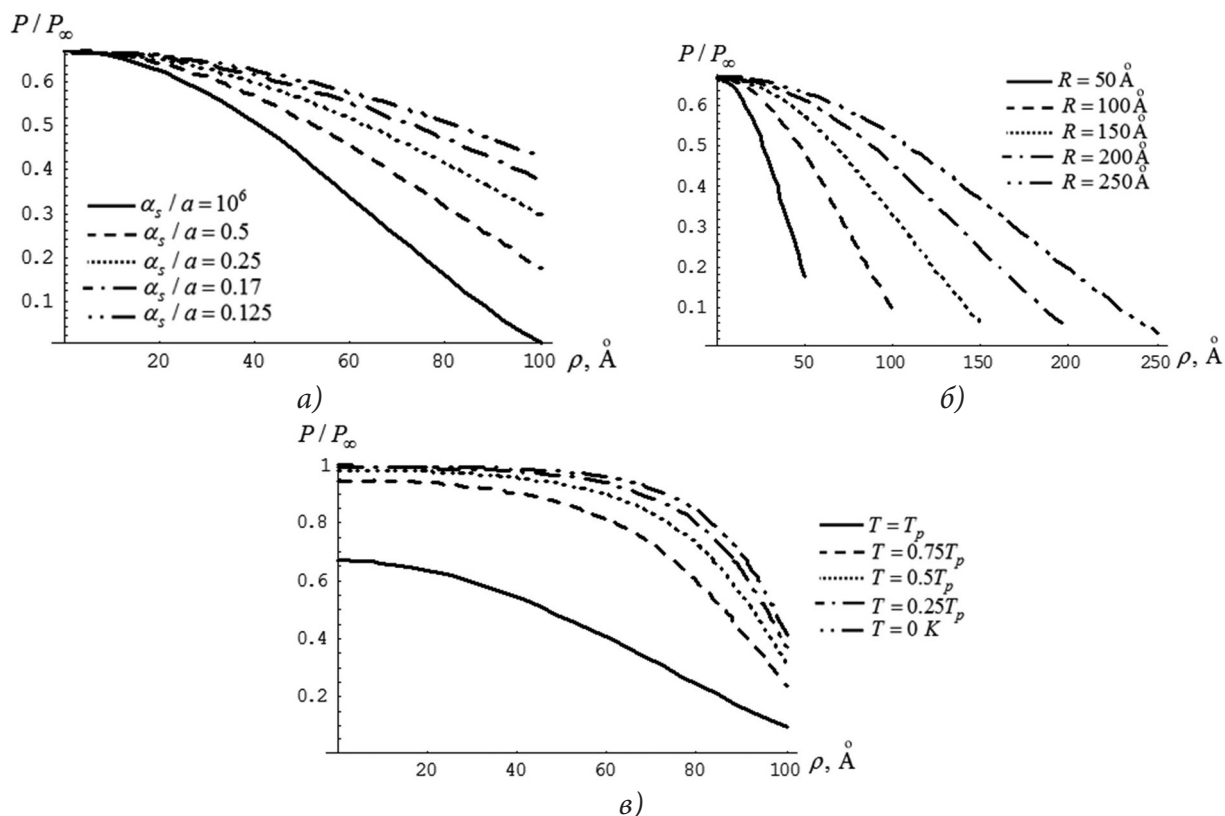 P / P∞
0.6
0.5
0.4
0.3
0.2
0.1
αs / a = 10⁶
αs / a = 0.5
αs / a = 0.25
αs / a = 0.17
αs / a = 0.125
20 40 60 80 100
ρ, Å
а)
P / P∞
0.6
0.5
0.4
0.3
0.2
0.1
R = 50 Å
R = 100 Å
R = 150 Å
R = 200 Å
R = 250 Å
50 100 150 200 250
ρ, Å
б)
P / P∞
1
0.8
0.6
0.4
0.2
T = Tp
T = 0.75Tp
T = 0.5Tp
T = 0.25Tp
T = 0 K
20 40 60 80 100
ρ, Å
в)